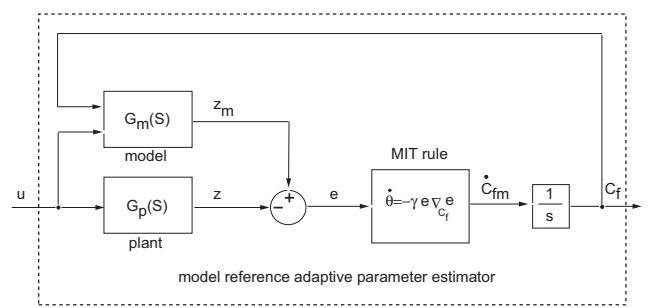 G_m(S)
z_m
model
MIT rule
u
G_p(S)
z
plant
+
−
e
θ̇=−γ e ∇_{C_f} e
Ċ_fm
1
s
C_f
model reference adaptive parameter estimator